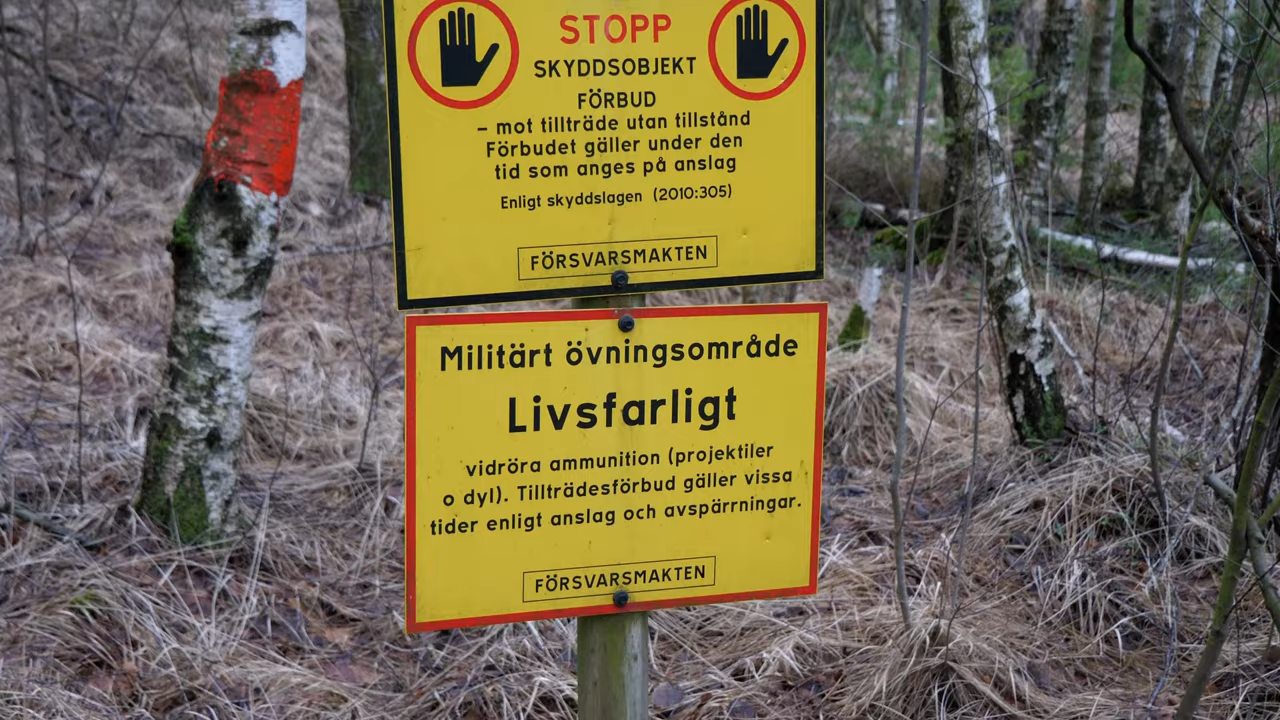 STOPP
SKYDDSOBJEKT
FÖRBUD
– mot tillträde utan tillstånd
Förbudet gäller under den
tid som anges på anslag
Enligt skyddslagen (2010:305)
FÖRSVARSMAKTEN
Militärt övningsområde
Livsfarligt
vidröra ammunition (projektiler
o dyl). Tillträdesförbud gäller vissa
tider enligt anslag och avspärrningar.
FÖRSVARSMAKTEN